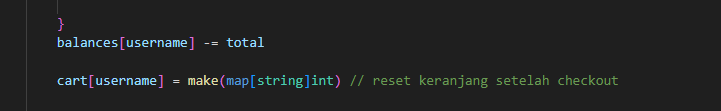 }
balances[username] -= total
cart[username] = make(map[string]int) // reset keranjang setelah checkout